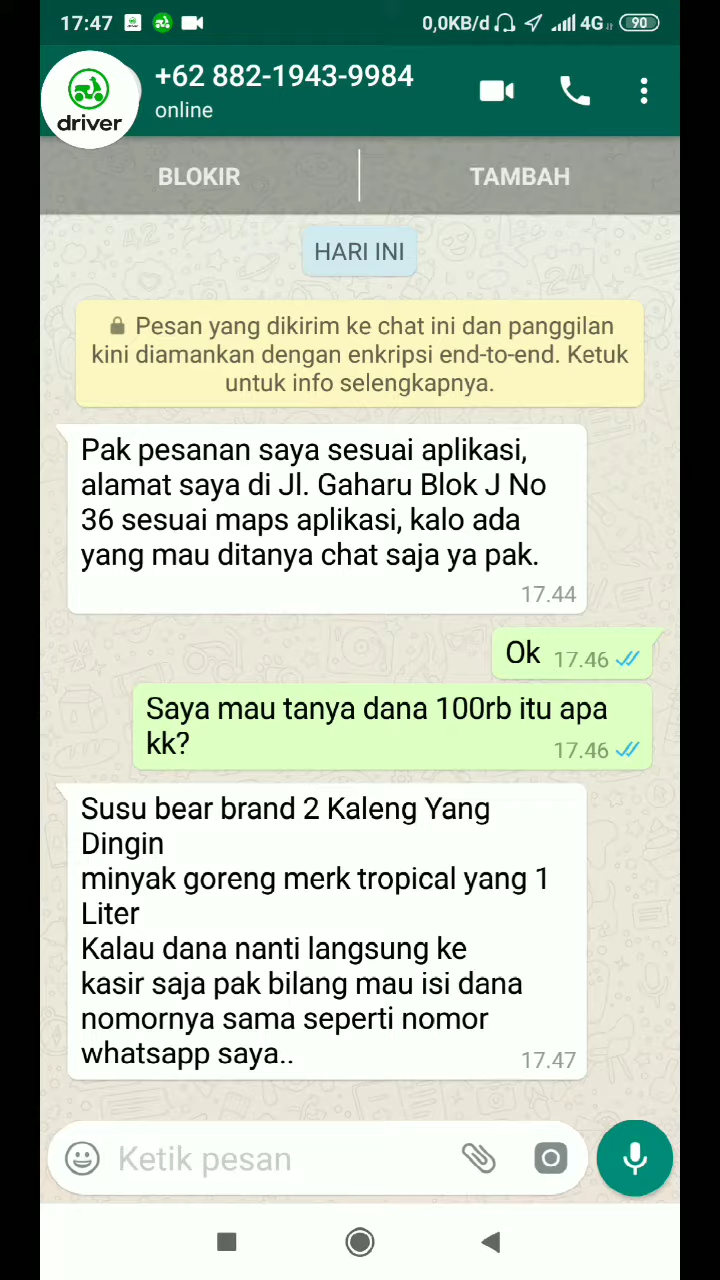 17:47 0,0KB/d 4G 90
+62 882-1943-9984
online
driver
BLOKIR TAMBAH
HARI INI
Pesan yang dikirim ke chat ini dan panggilan
kini diamankan dengan enkripsi end-to-end. Ketuk
untuk info selengkapnya.
Pak pesanan saya sesuai aplikasi,
alamat saya di Jl. Gaharu Blok J No
36 sesuai maps aplikasi, kalo ada
yang mau ditanya chat saja ya pak.
17.44
Ok 17.46
Saya mau tanya dana 100rb itu apa
kk? 17.46
Susu bear brand 2 Kaleng Yang
Dingin
minyak goreng merk tropical yang 1
Liter
Kalau dana nanti langsung ke
kasir saja pak bilang mau isi dana
nomornya sama seperti nomor
whatsapp saya.. 17.47
Ketik pesan